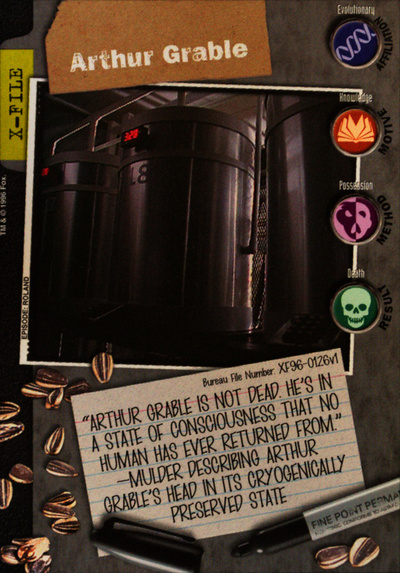 Arthur Grable
X-FILE
TM & © 1996 Fox.
EPISODE: ROLAND
Evolutionary
AFFILIATION
Knowledge
MOTIVE
Possession
METHOD
Death
RESULT
Bureau File Number: XF96-0126v1
"ARTHUR GRABLE IS NOT DEAD. HE'S IN
A STATE OF CONSCIOUSNESS THAT NO
HUMAN HAS EVER RETURNED FROM."
—MULDER DESCRIBING ARTHUR
GRABLE'S HEAD IN ITS CRYOGENICALLY
PRESERVED STATE
FINE POINT PERMA